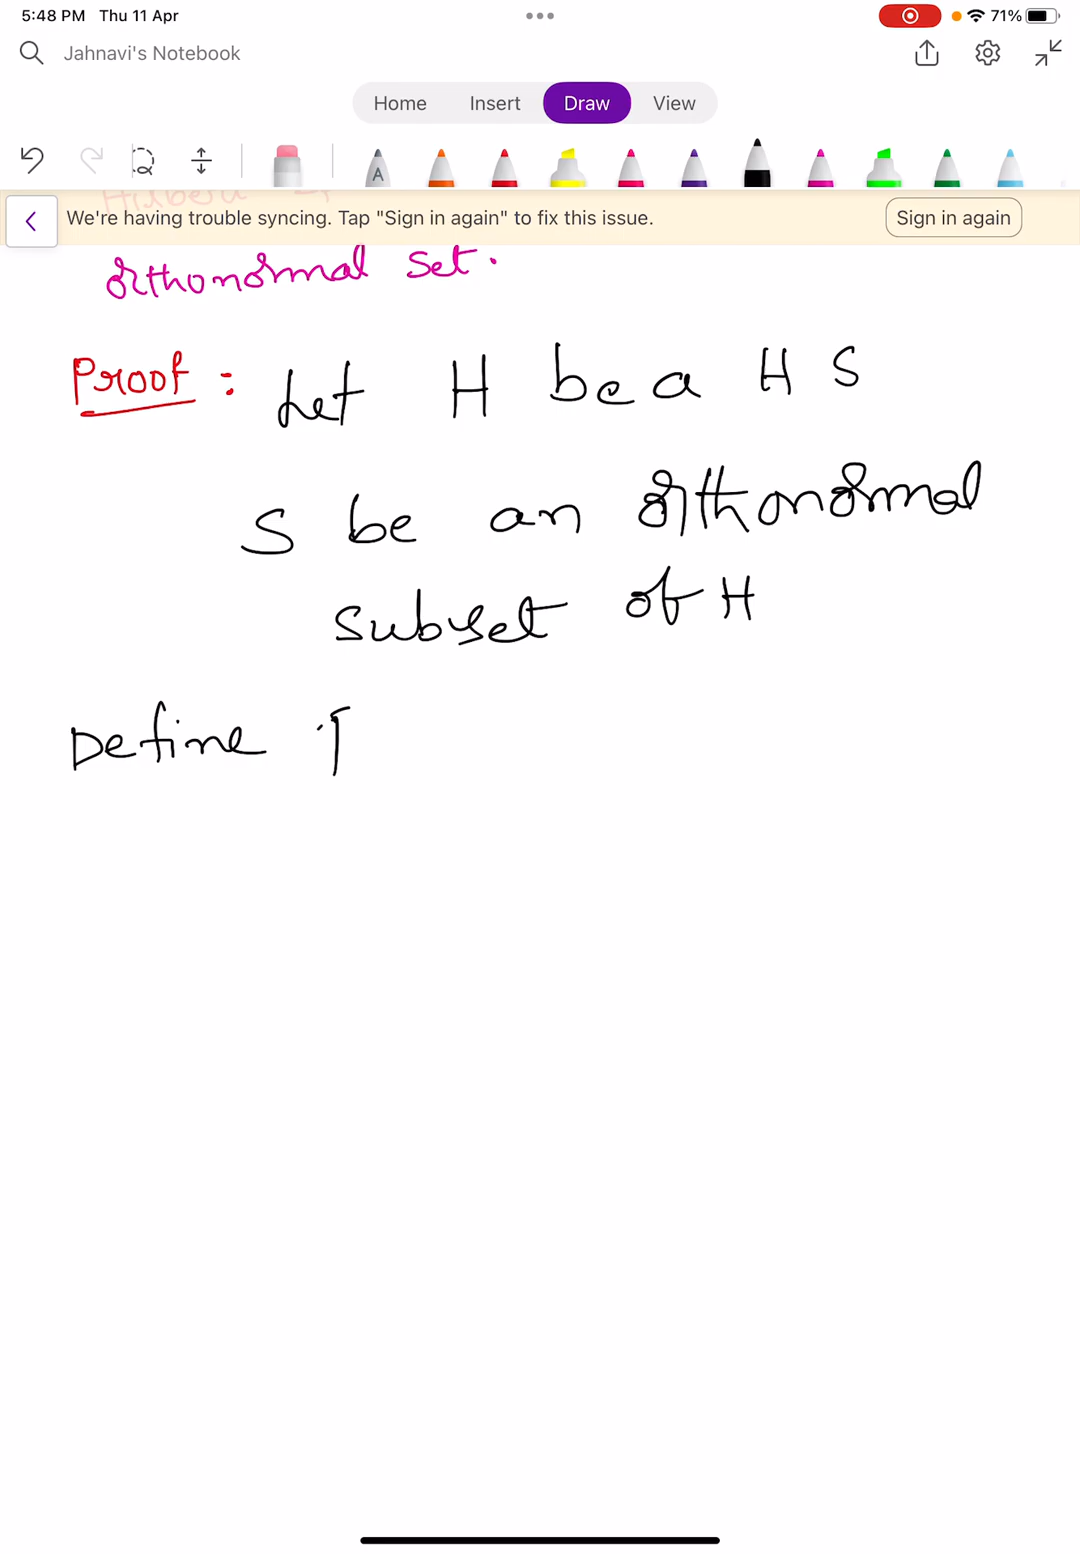 5:48 PM Thu 11 Apr
71%
Jahnavi's Notebook
Home Insert Draw View
A
We're having trouble syncing. Tap "Sign in again" to fix this issue.
Sign in again
orthonormal set.
Proof : Let H be a H S
S be an orthonormal
subset of H
Define